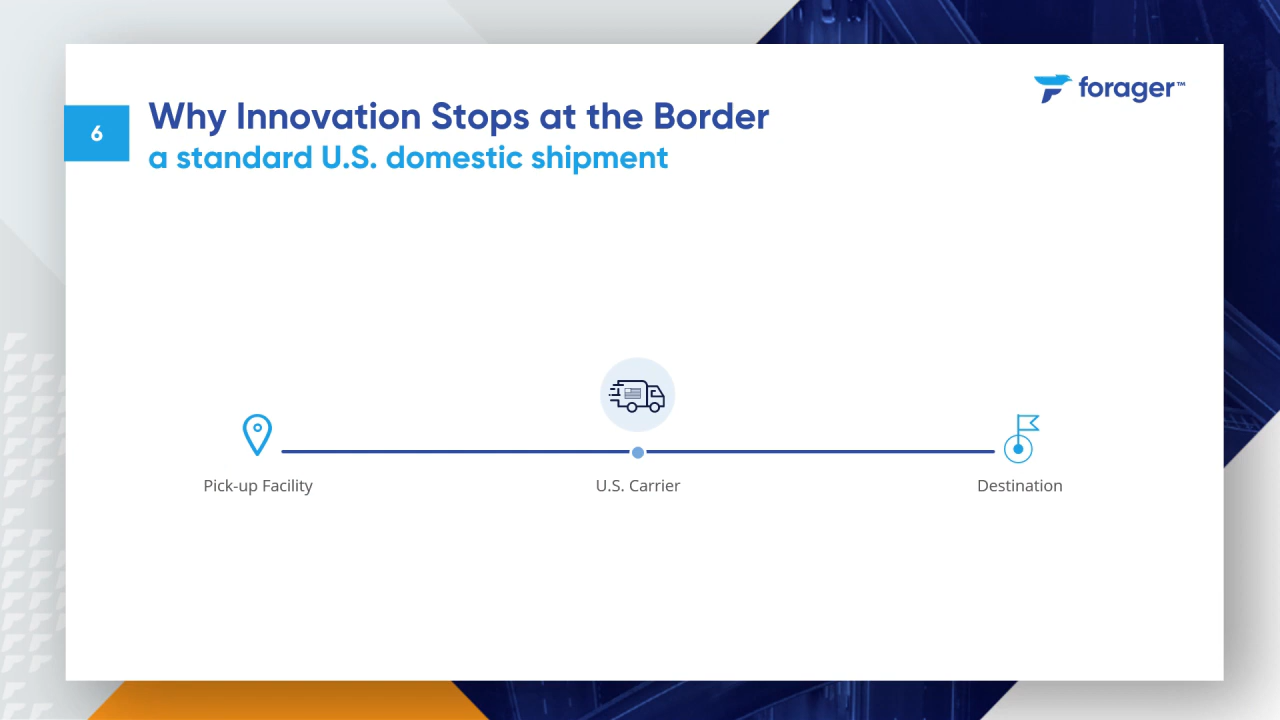 6
Why Innovation Stops at the Border
a standard U.S. domestic shipment
forager™
Pick-up Facility
U.S. Carrier
Destination